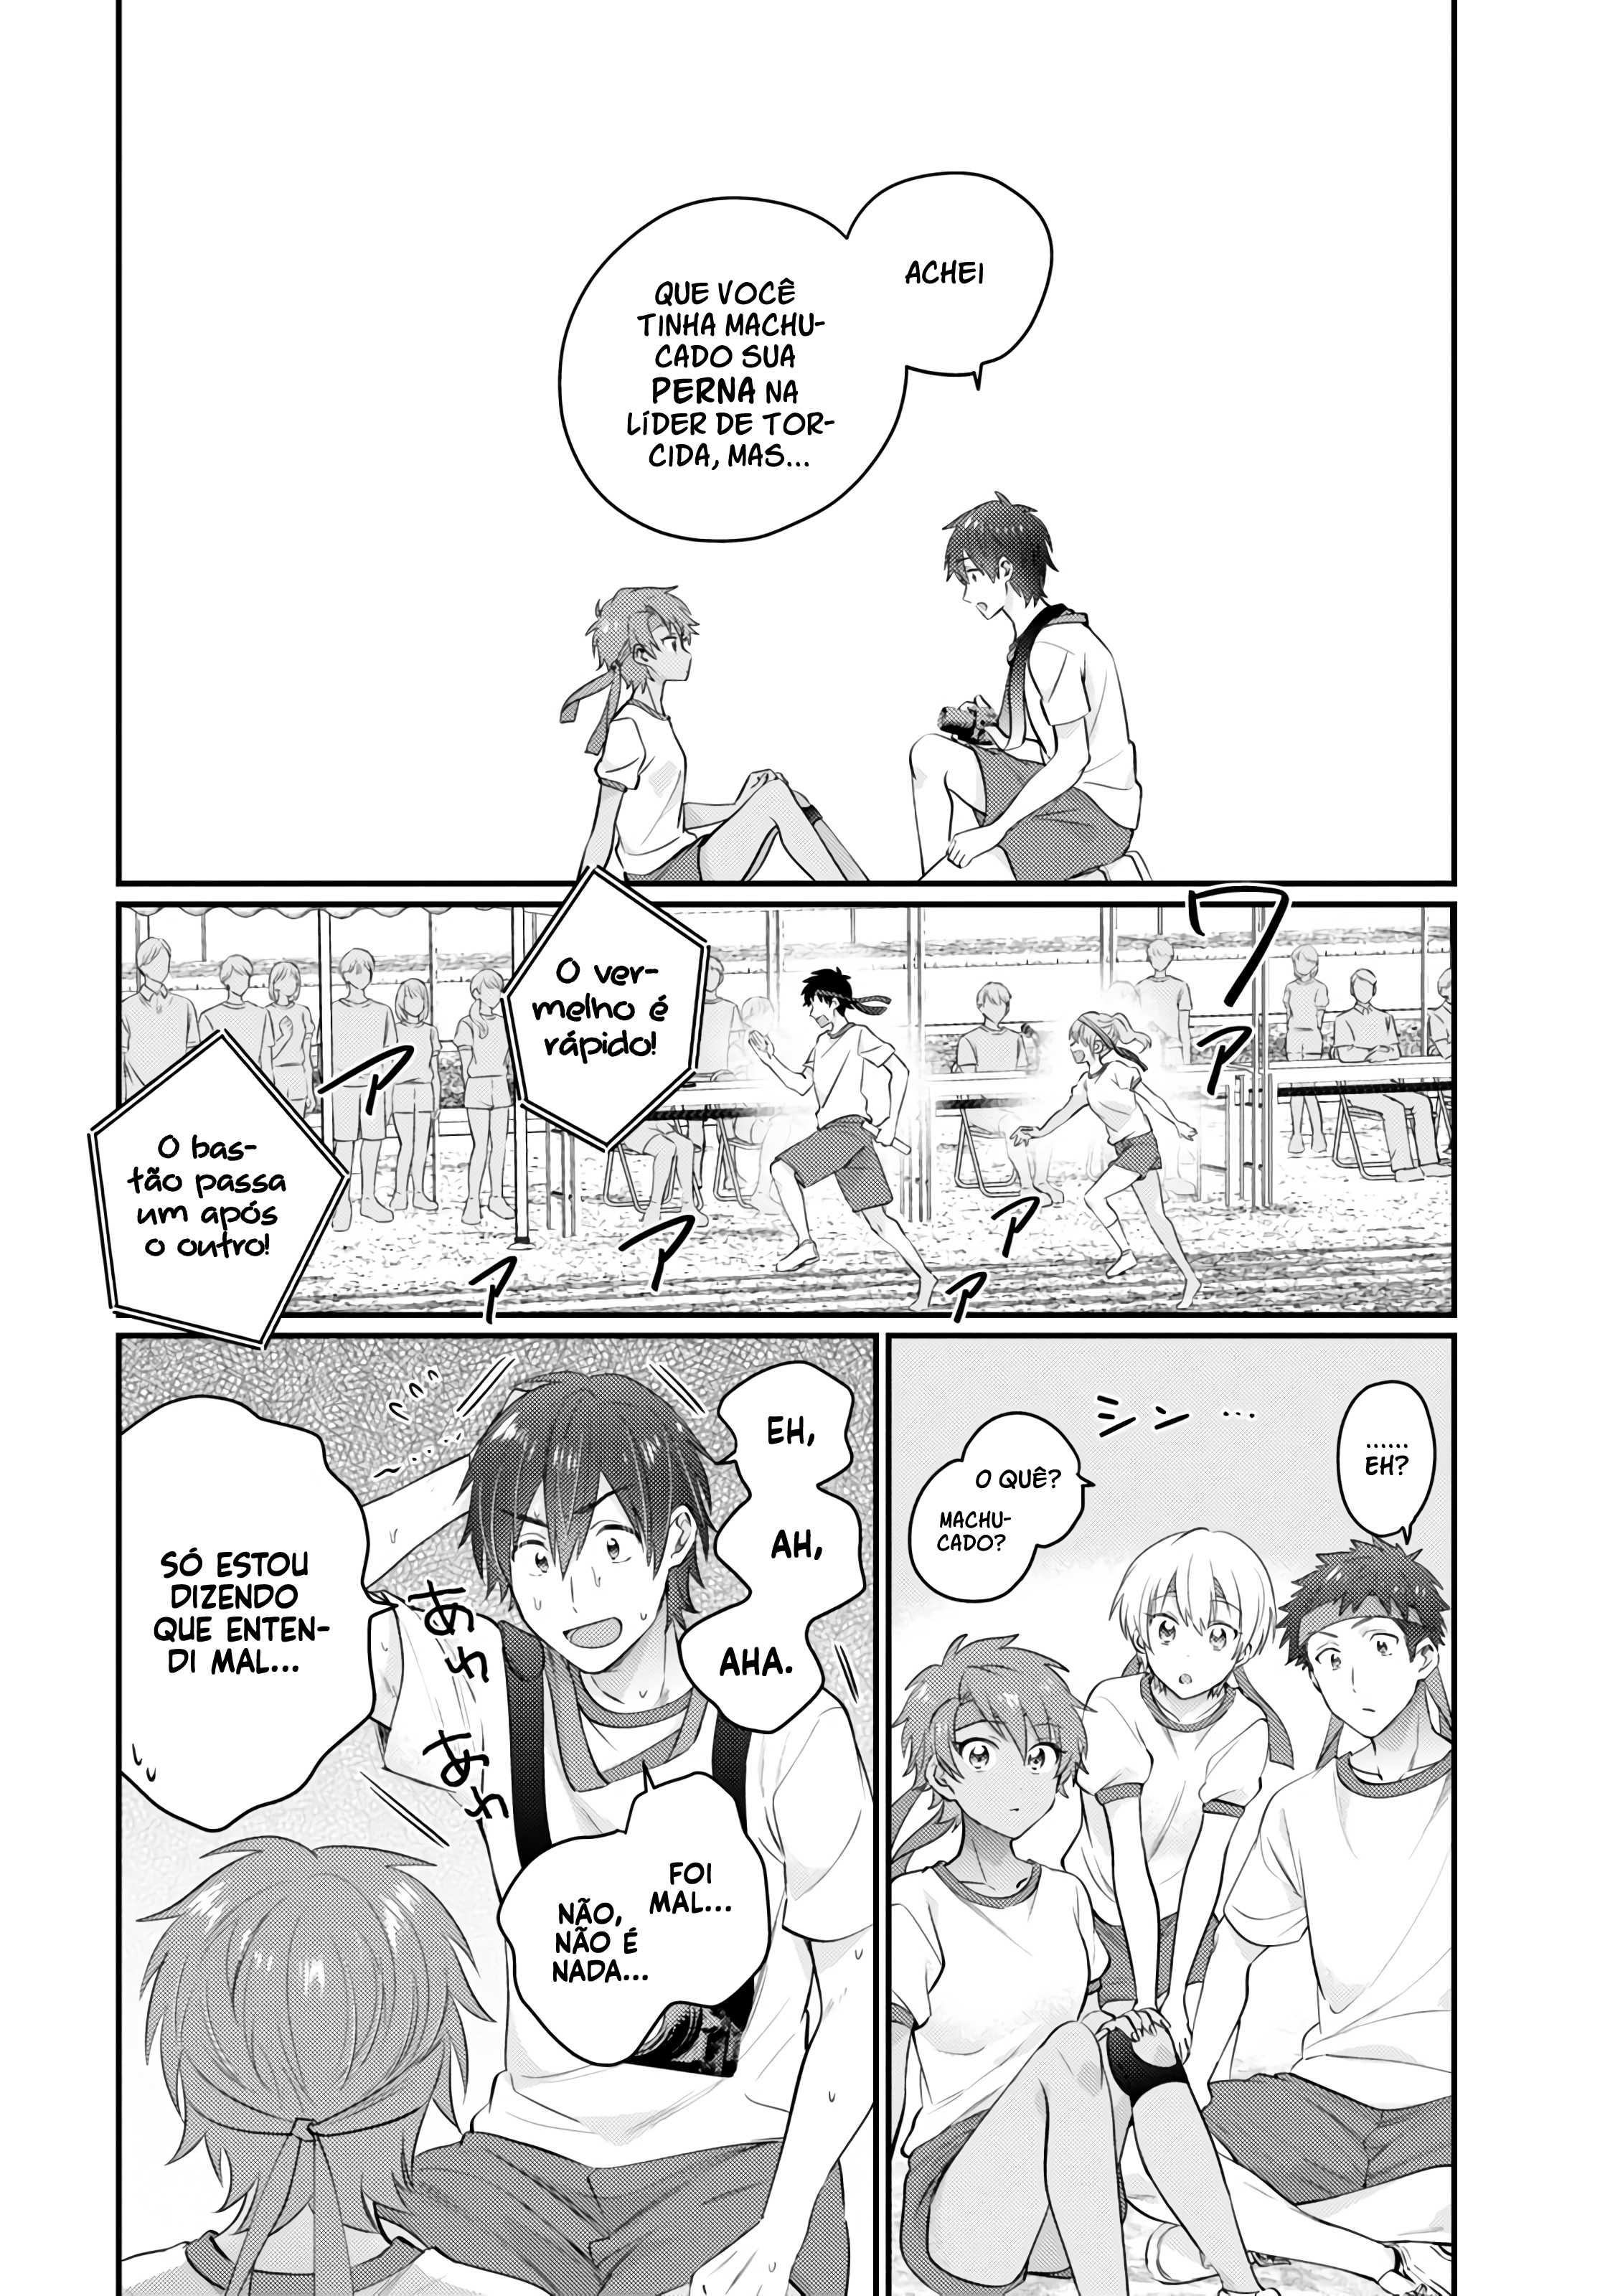 ACHEI
QUE VOCÊ
TINHA MACHU-
CADO SUA
PERNA NA
LÍDER DE TOR-
CIDA, MAS...
ワ
ア
ア
ア
ア
ア
ア
O ver-
melho é
rápido!
O bas-
tão passa
um após
o outro!
......
EH?
シン...
O QUÊ?
MACHU-
CADO?
EH,
AH,
AHA.
あち
あち
SÓ ESTOU
DIZENDO
QUE ENTEN-
DI MAL...
FOI
MAL...
NÃO,
NÃO É
NADA...